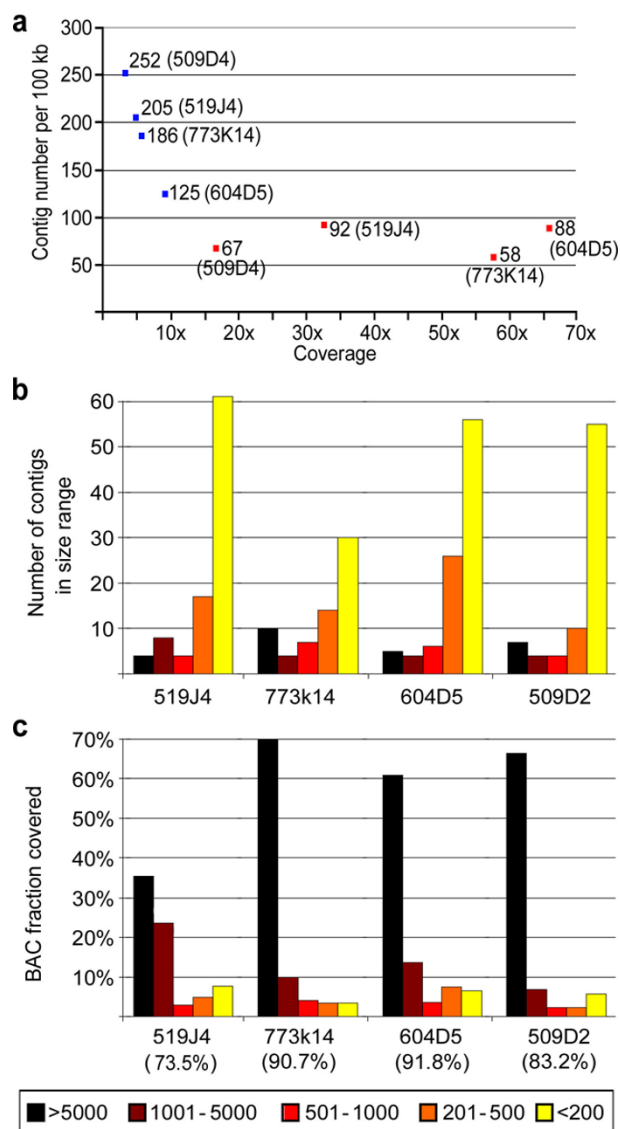 a
Contig number per 100 kb
300
250
200
150
100
50
252 (509D4)
205 (519J4)
186 (773K14)
125 (604D5)
67
(509D4)
92 (519J4)
58
(773K14)
88
(604D5)
10x 20x 30x 40x 50x 60x 70x
Coverage
b
Number of contigs
in size range
60
50
40
30
20
10
519J4 773k14 604D5 509D2
c
BAC fraction covered
70%
60%
50%
40%
30%
20%
10%
519J4 773k14 604D5 509D2
(73.5%) (90.7%) (91.8%) (83.2%)
>5000 1001-5000 501-1000 201-500 <200